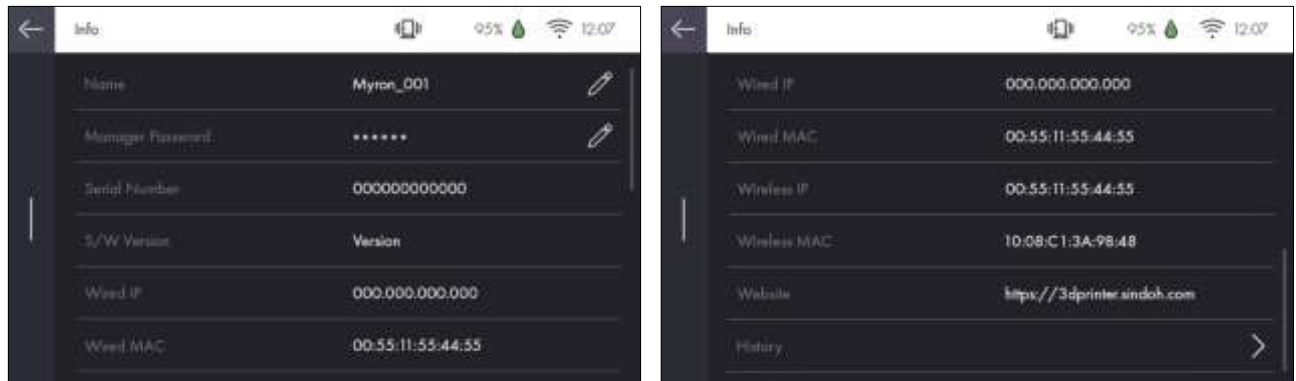 Info 95% 12:07
Name Myron_001
Manager Password ••••••
Serial Number 000000000000
S/W Version Version
Wired IP 000.000.000.000
Wired MAC 00:55:11:55:44:55
Info 95% 12:07
Wired IP 000.000.000.000
Wired MAC 00:55:11:55:44:55
Wireless IP 00:55:11:55:44:55
Wireless MAC 10:08:C1:3A:98:48
Website https://3dprinter.sindoh.com
History